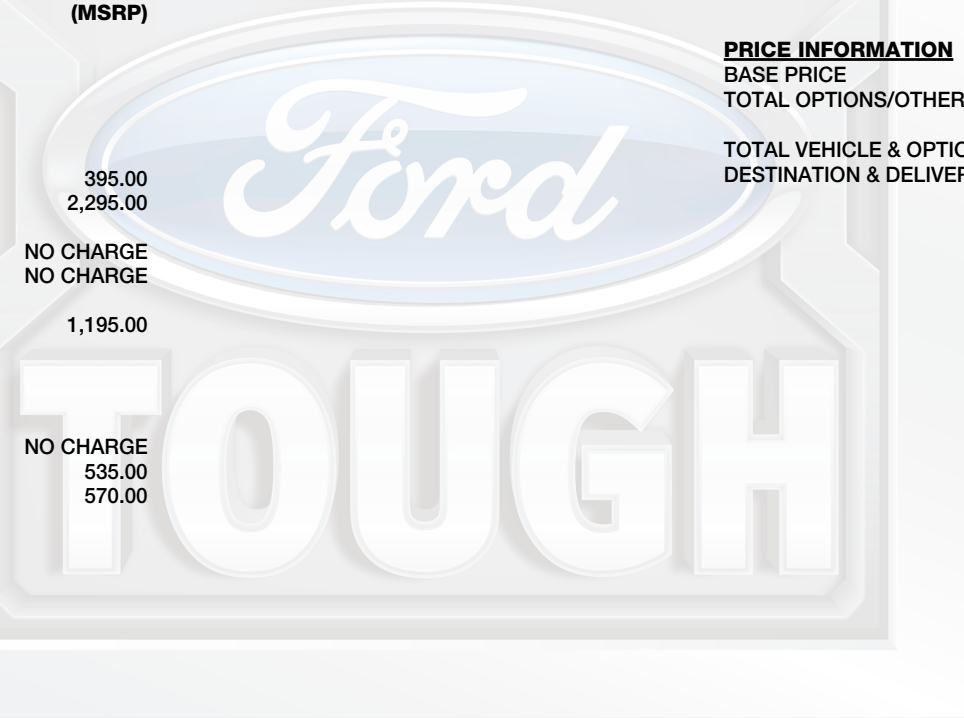 (MSRP)
395.00
2,295.00
NO CHARGE
NO CHARGE
1,195.00
NO CHARGE
535.00
570.00
PRICE INFORMATION
BASE PRICE
TOTAL OPTIONS/OTHER
TOTAL VEHICLE & OPTIO
DESTINATION & DELIVER
Ford
TOUGH